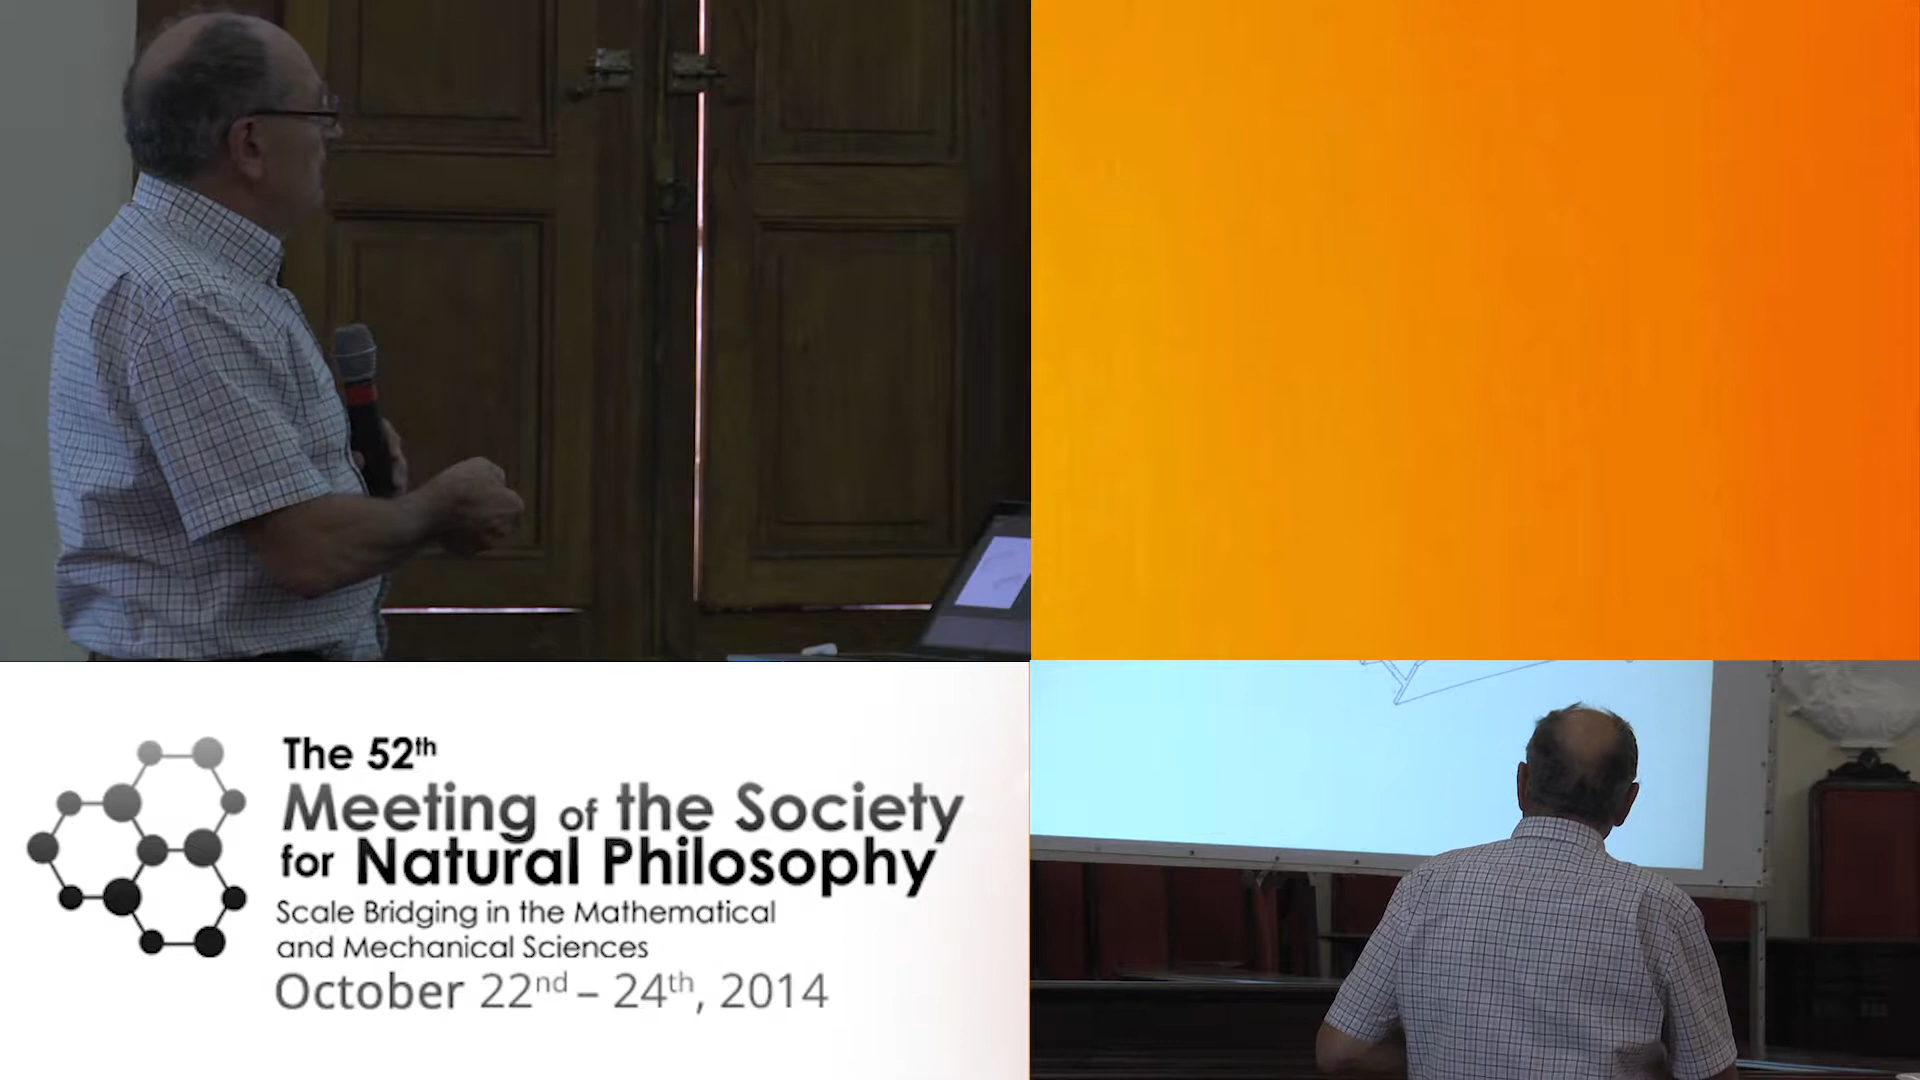 The 52th
Meeting of the Society
for Natural Philosophy
Scale Bridging in the Mathematical
and Mechanical Sciences
October 22nd – 24th, 2014